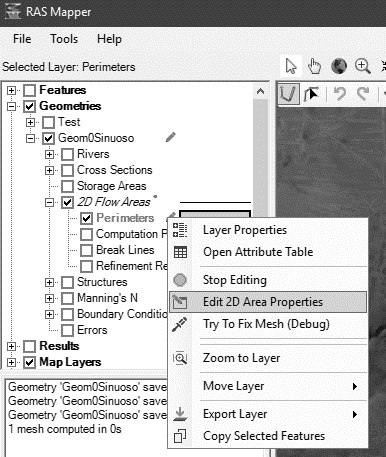 RAS Mapper
File Tools Help
Selected Layer: Perimeters
Features
Geometries
Test
Geom0Sinuoso
Rivers
Cross Sections
Storage Areas
2D Flow Areas
Perimeters
Computation P
Break Lines
Refinement Re
Structures
Manning's N
Boundary Condition
Errors
Results
Map Layers
Layer Properties
Open Attribute Table
Stop Editing
Edit 2D Area Properties
Try To Fix Mesh (Debug)
Zoom to Layer
Move Layer
Export Layer
Copy Selected Features
Geometry 'Geom0Sinuoso' save
Geometry 'Geom0Sinuoso' save
Geometry 'Geom0Sinuoso' save
1 mesh computed in 0s